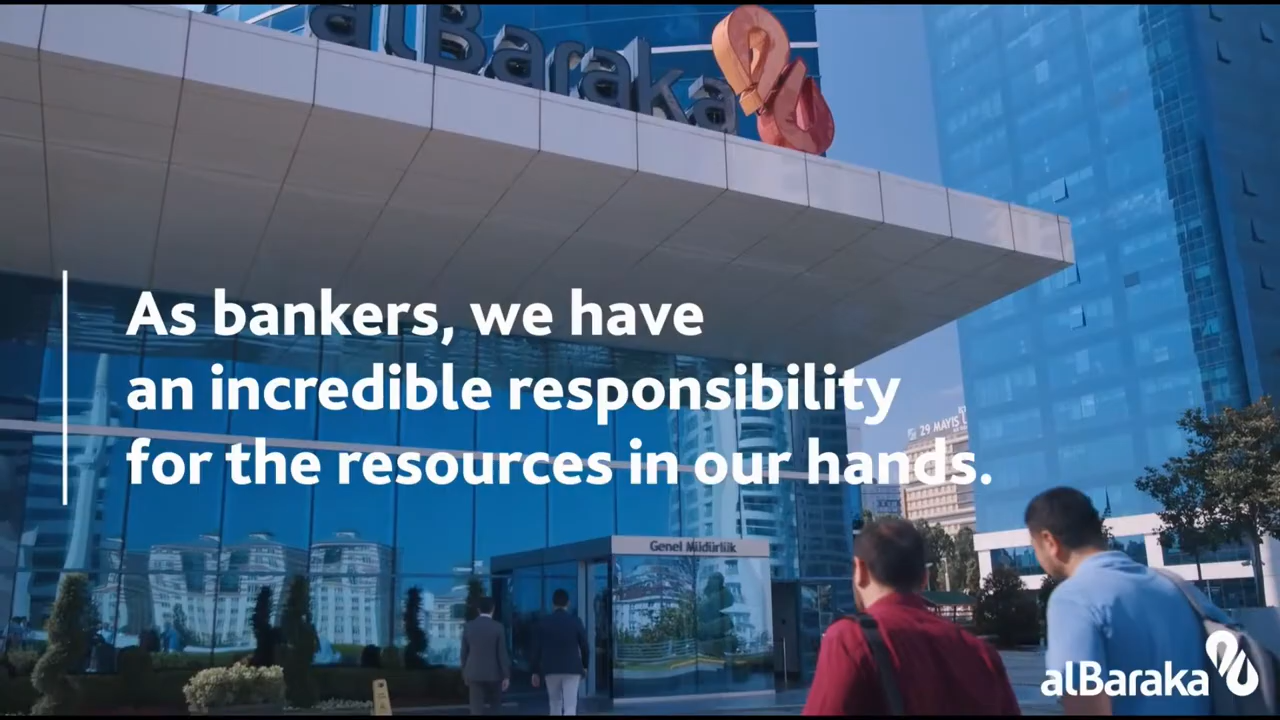 alBaraka
As bankers, we have
an incredible responsibility
for the resources in our hands.
29 MAYIS
Genel Müdürlük
alBaraka